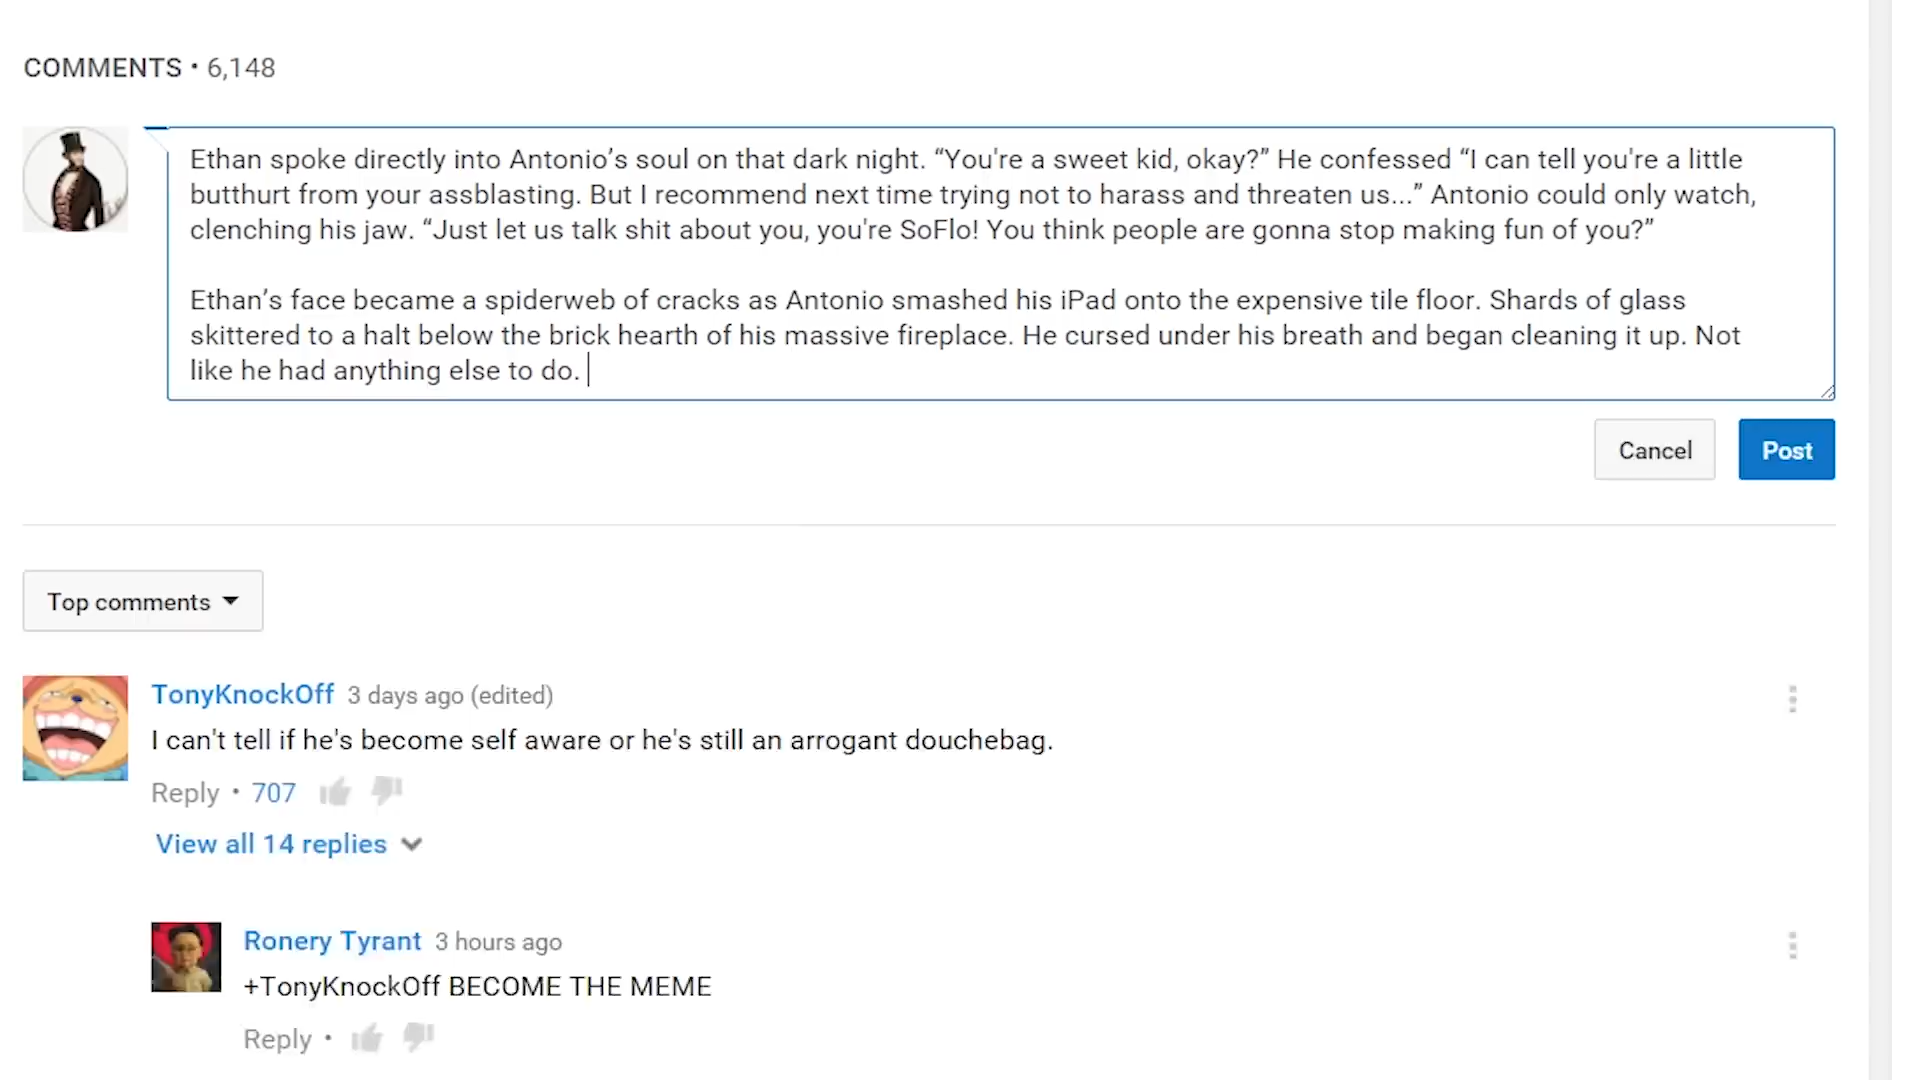 COMMENTS • 6,148
Ethan spoke directly into Antonio’s soul on that dark night. “You're a sweet kid, okay?” He confessed “I can tell you're a little
butthurt from your assblasting. But I recommend next time trying not to harass and threaten us...” Antonio could only watch,
clenching his jaw. “Just let us talk shit about you, you're SoFlo! You think people are gonna stop making fun of you?”
Ethan’s face became a spiderweb of cracks as Antonio smashed his iPad onto the expensive tile floor. Shards of glass
skittered to a halt below the brick hearth of his massive fireplace. He cursed under his breath and began cleaning it up. Not
like he had anything else to do.
Cancel Post
Top comments
TonyKnockOff 3 days ago (edited)
I can't tell if he's become self aware or he's still an arrogant douchebag.
Reply • 707
View all 14 replies
Ronery Tyrant 3 hours ago
+TonyKnockOff BECOME THE MEME
Reply •